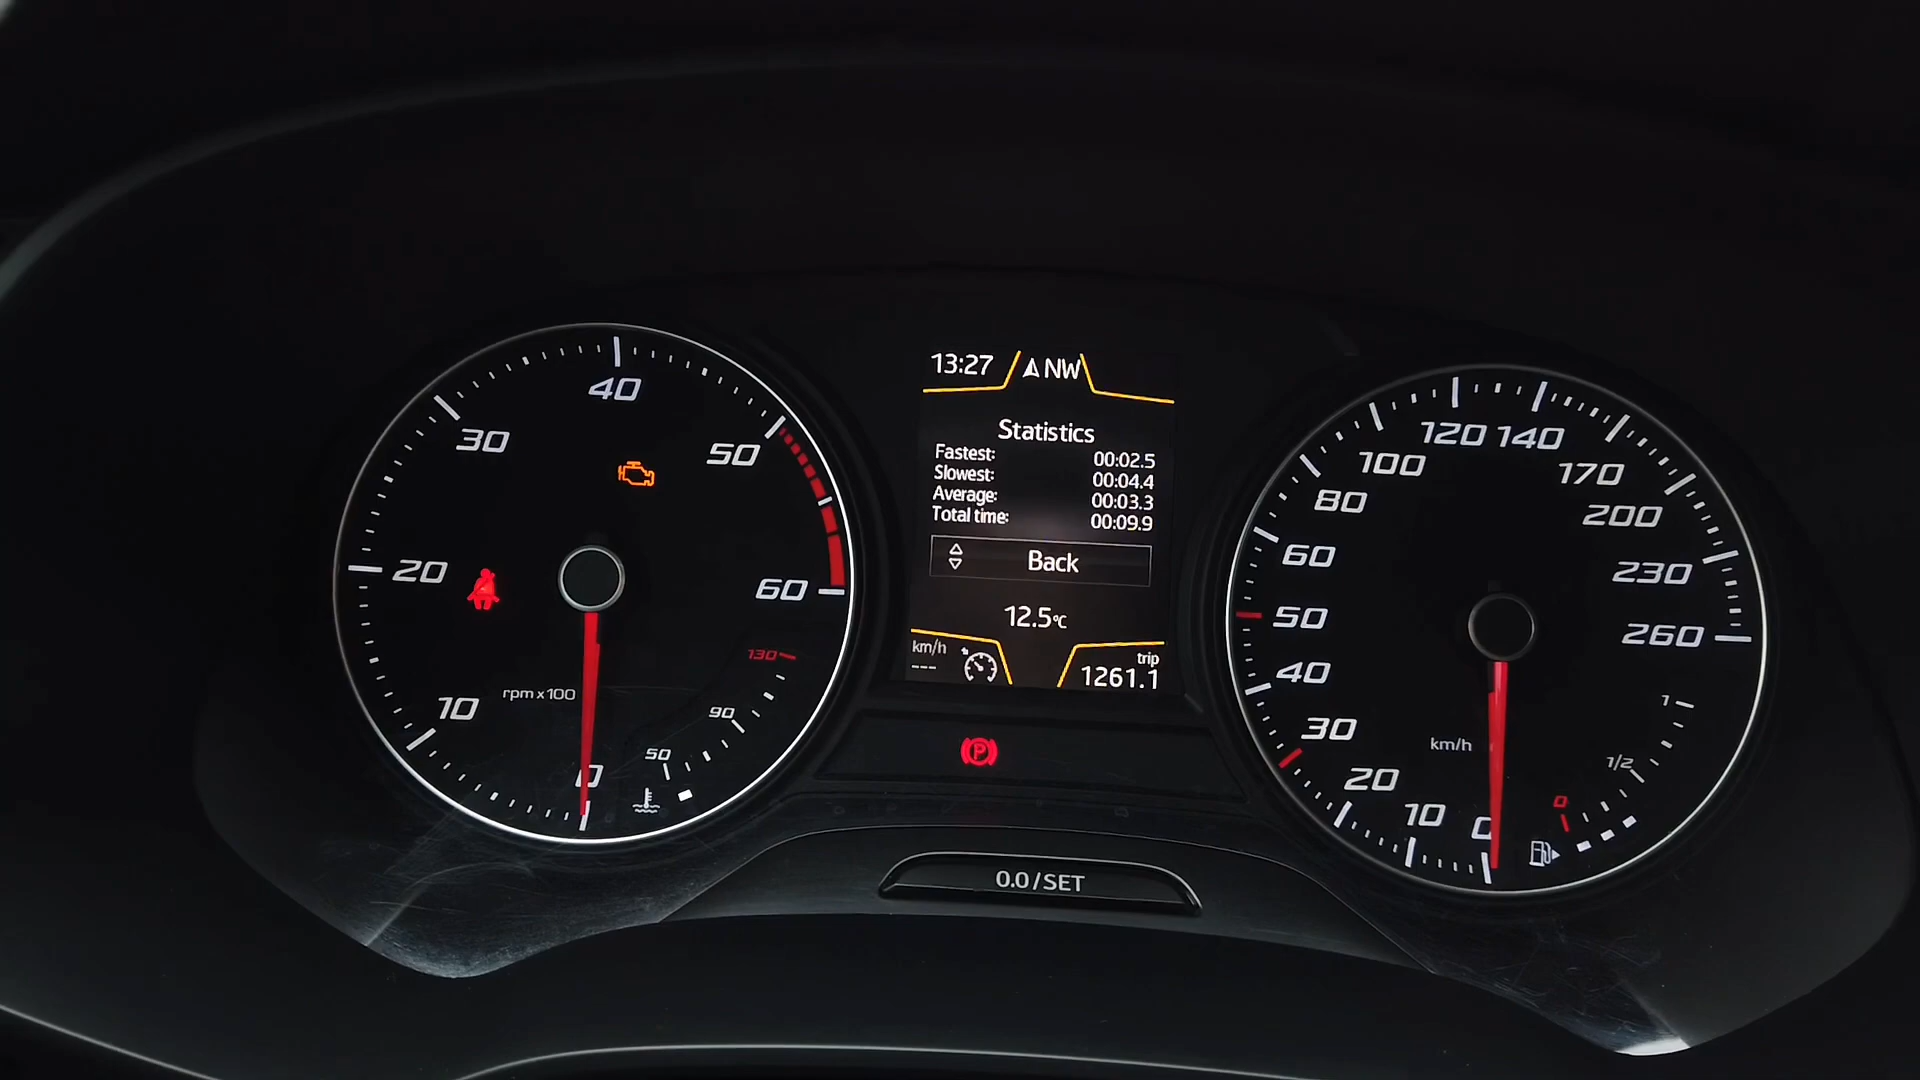 40
30
50
20
60
130
rpm x 100
10
90
50
0
13:27 NW
Statistics
Fastest: 00:02.5
Slowest: 00:04.4
Average: 00:03.3
Total time: 00:09.9
Back
12.5°C
km/h
---
trip
1261.1
P
0.0/SET
120 140
100
170
80
200
60
230
50
260
40
1
30
km/h
1/2
20
0
10
0